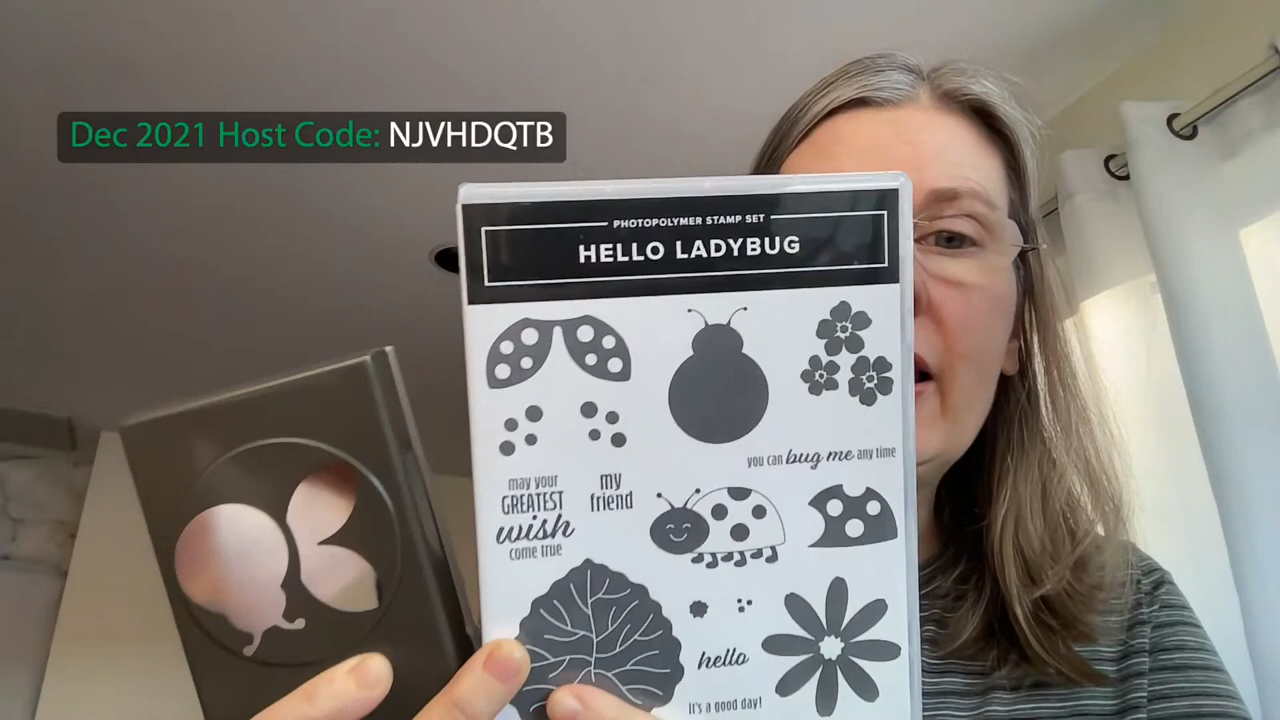 Dec 2021 Host Code: NJVHDQTB
PHOTOPOLYMER STAMP SET
HELLO LADYBUG
you can bug me any time
may your
GREATEST
wish
come true
my
friend
hello
It's a good day!